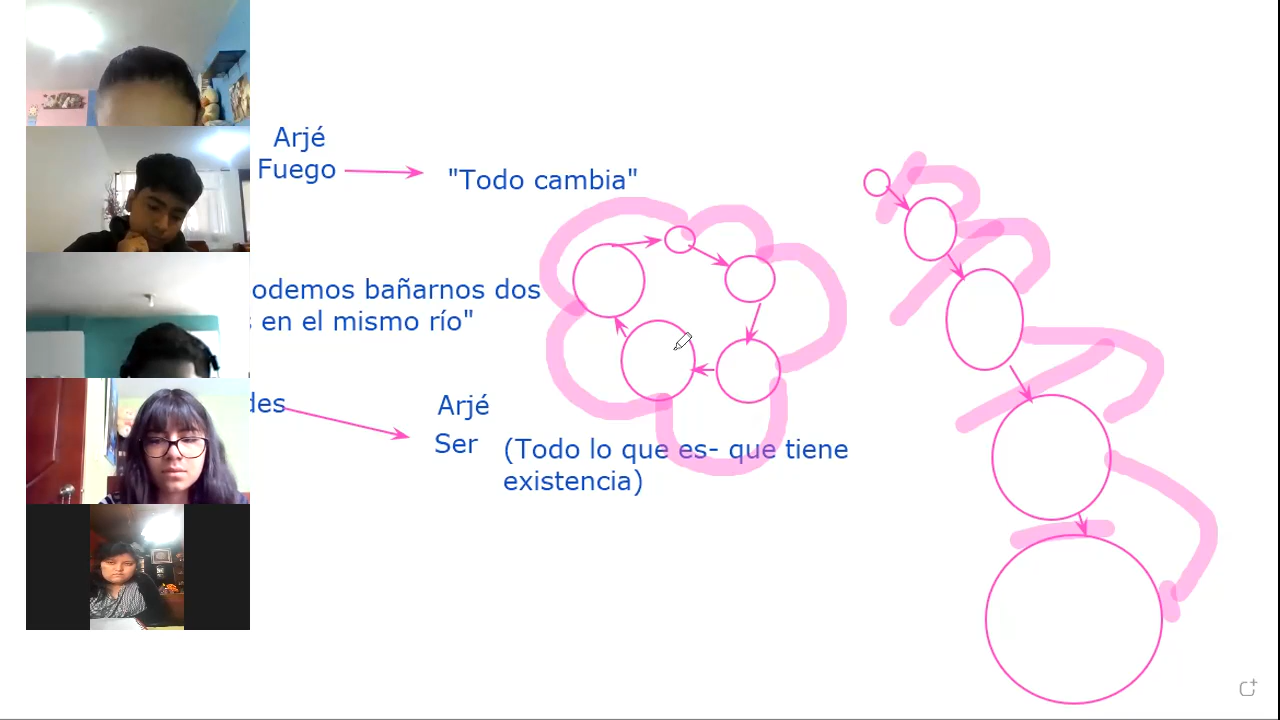 Arjé
Fuego
"Todo cambia"
odemos bañarnos dos
s en el mismo río"
des
Arjé
Ser
(Todo lo que es- que tiene
existencia)